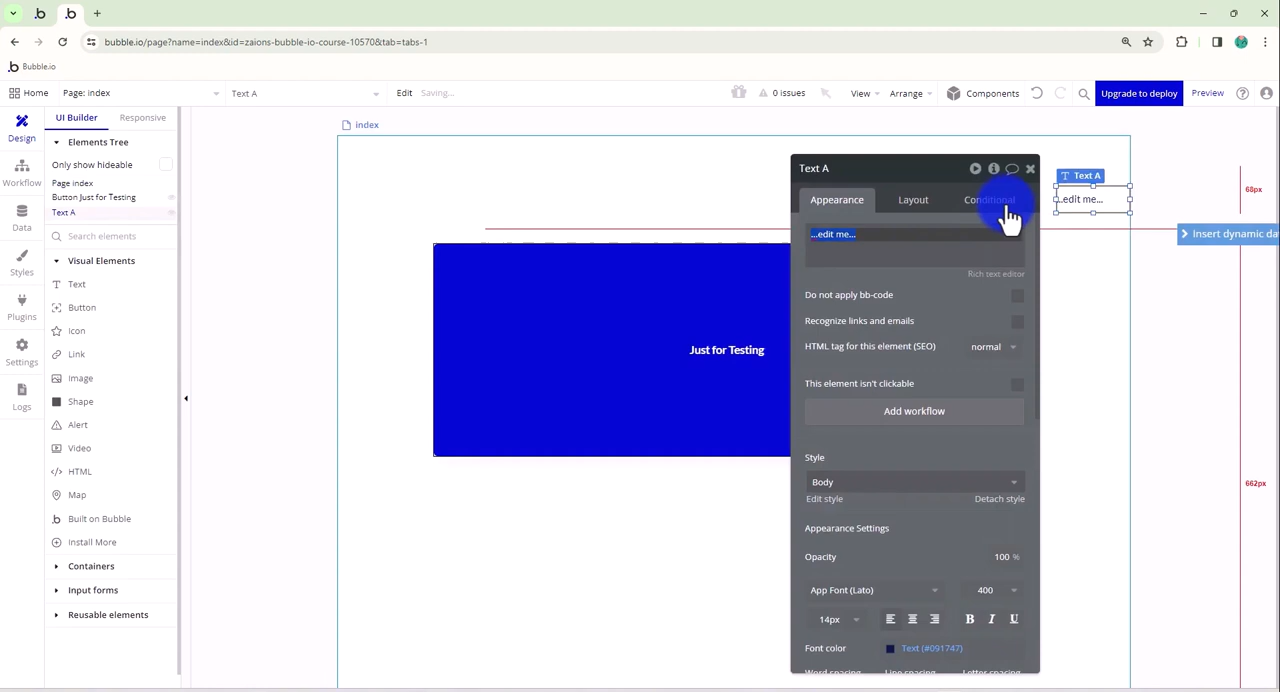 bubble.io/page?name=index&id=zaions-bubble-io-course-10570&tab=tabs-1
Bubble.io
Home Page: index Text A Edit Saving... 0 issues View Arrange Components Upgrade to deploy Preview
Design
Workflow
Data
Styles
Plugins
Settings
Logs
UI Builder Responsive
Elements Tree
Only show hideable
Page index
Button Just for Testing
Text A
Search elements
Visual Elements
Text
Button
Icon
Link
Image
Shape
Alert
Video
HTML
Map
Built on Bubble
Install More
Containers
Input forms
Reusable elements
index
Just for Testing
Text A
Appearance Layout Conditional
...edit me...
Rich text editor
Do not apply bb-code
Recognize links and emails
HTML tag for this element (SEO) normal
This element isn't clickable
Add workflow
Style
Body
Edit style Detach style
Appearance Settings
Opacity 100 %
App Font (Lato) 400
14px B I U
Font color Text (#091747)
Word spacing Line spacing Letter spacing
Text A
...edit me...
68px
Insert dynamic da
662px